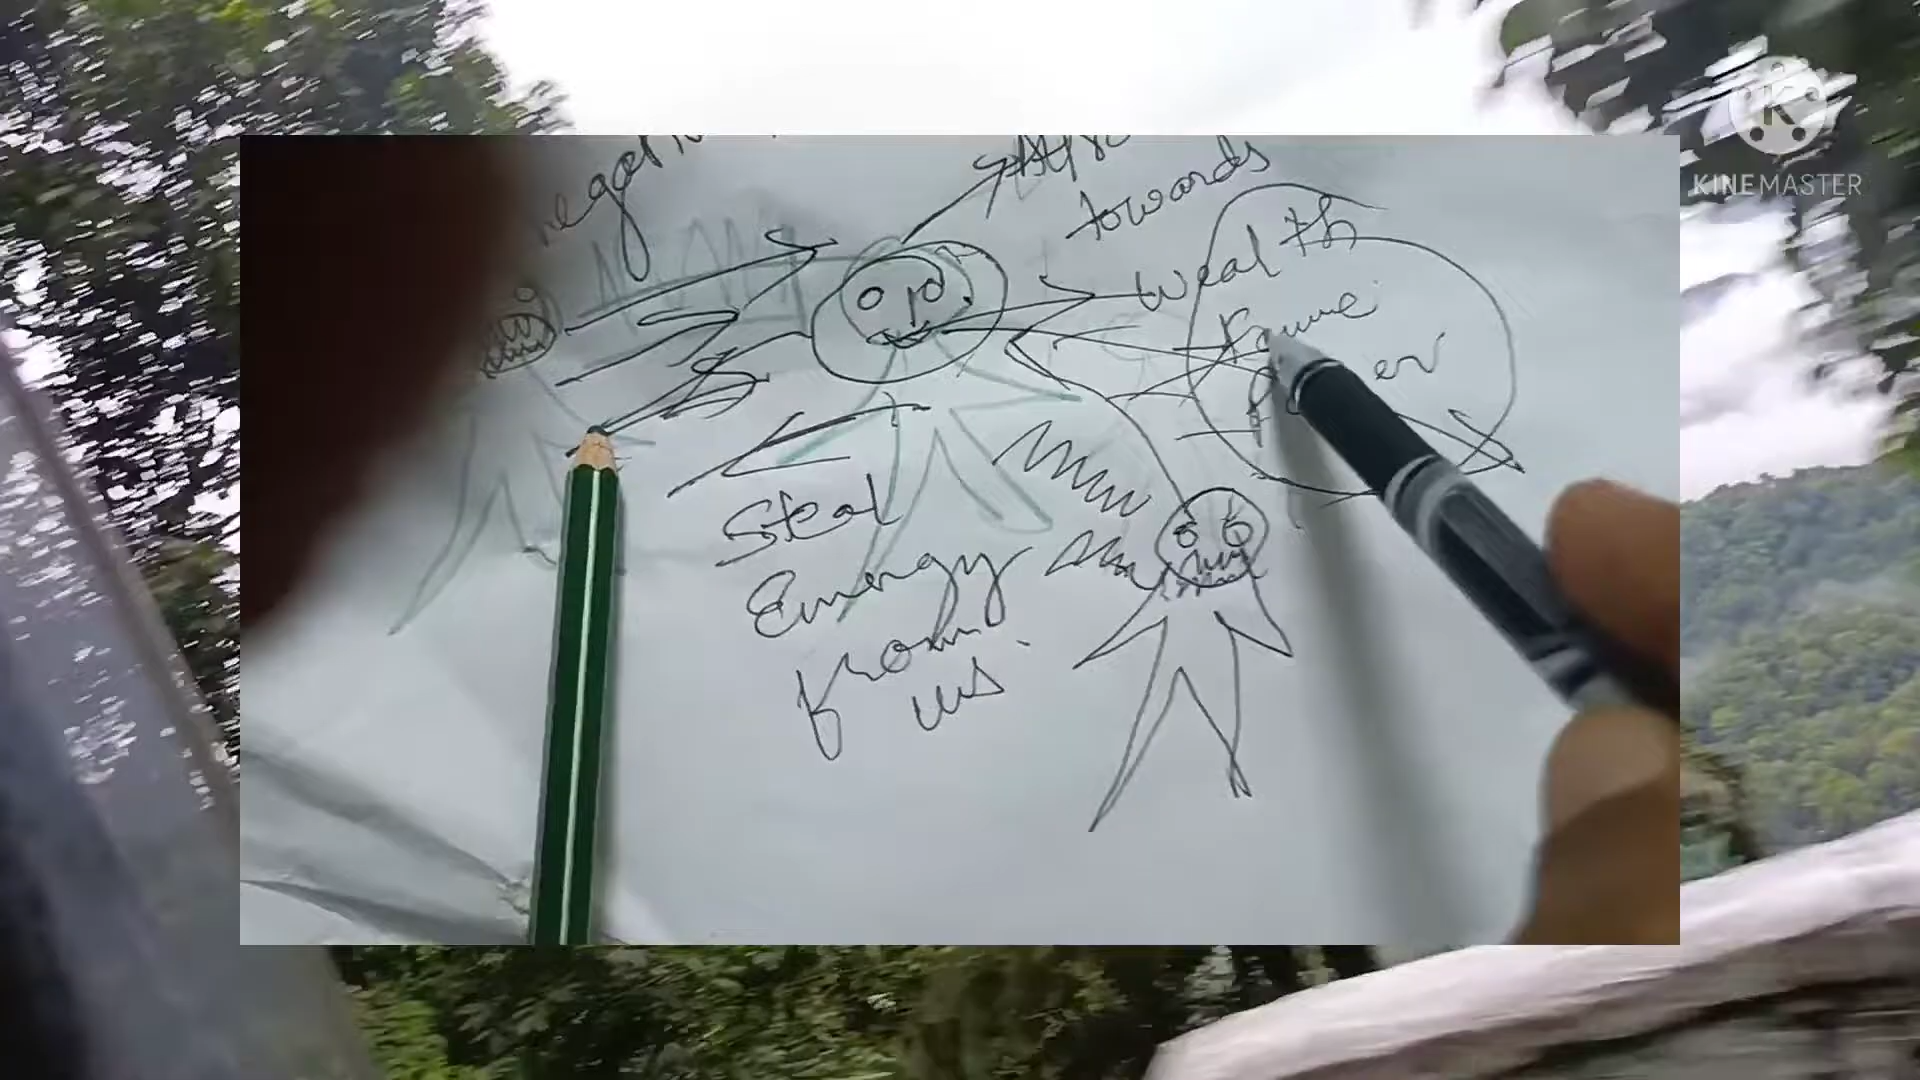 towards
Wealth
Fame
Steal
Energy
from
us.
KINEMASTER